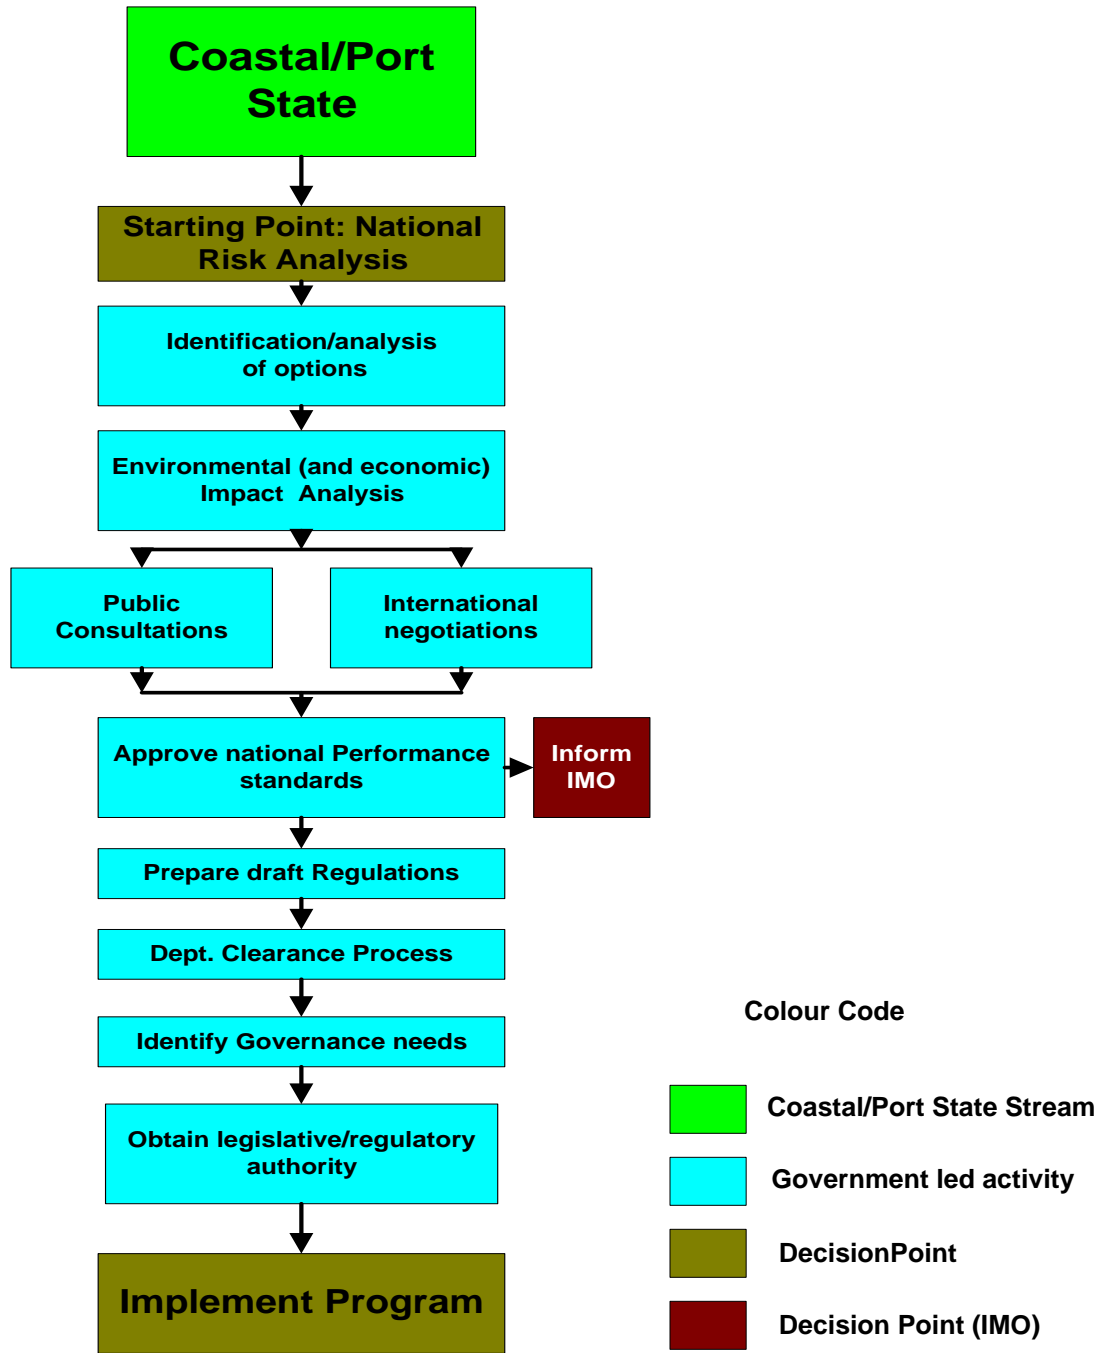 Coastal/Port
State
Starting Point: National
Risk Analysis
Identification/analysis
of options
Environmental (and economic)
Impact Analysis
Public
Consultations
International
negotiations
Approve national Performance
standards
Inform
IMO
Prepare draft Regulations
Dept. Clearance Process
Identify Governance needs
Obtain legislative/regulatory
authority
Implement Program
Colour Code
Coastal/Port State Stream
Government led activity
DecisionPoint
Decision Point (IMO)